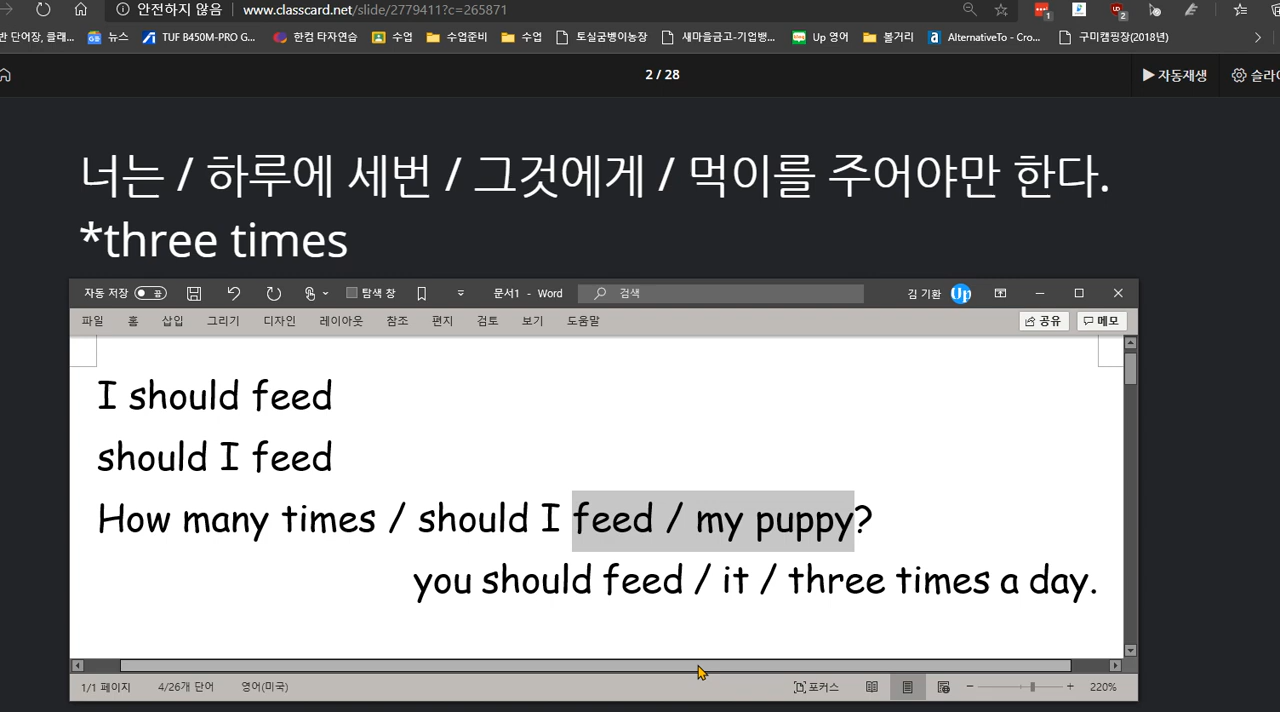 안전하지 않음 www.classcard.net/slide/2779411?c=265871 1 2
반 단어장, 클래... 뉴스 TUF B450M-PRO G... 한컴 타자연습 수업 수업준비 수업 토실굼벵이농장 새마을금고-기업뱅... Up 영어 볼거리 AlternativeTo - Cro... 구미캠핑장(2018년)
2 / 28 자동재생 슬라이
너는 / 하루에 세번 / 그것에게 / 먹이를 주어야만 한다.
*three times
자동 저장 끔 탐색 창 문서1 - Word 검색 김 기환 Up
파일 홈 삽입 그리기 디자인 레이아웃 참조 편지 검토 보기 도움말 공유 메모
I should feed
should I feed
How many times / should I feed / my puppy?
you should feed / it / three times a day.
1/1 페이지 4/26개 단어 영어(미국) 포커스 220%